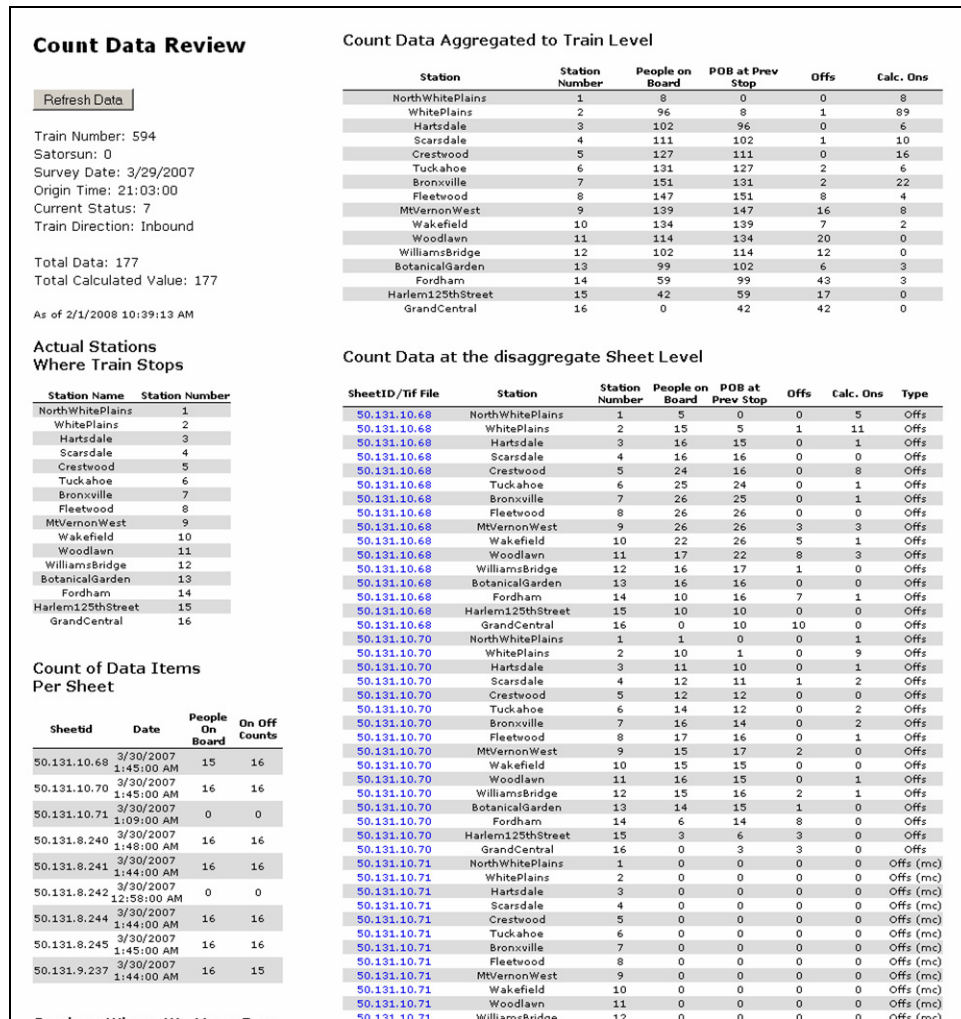 Count Data Review
Refresh Data
Train Number: 594
Satorsun: 0
Survey Date: 3/29/2007
Origin Time: 21:03:00
Current Status: 7
Train Direction: Inbound
Total Data: 177
Total Calculated Value: 177
As of 2/1/2008 10:39:13 AM
Actual Stations
Where Train Stops
Station Name Station Number
NorthWhitePlains 1
WhitePlains 2
Hartsdale 3
Scarsdale 4
Crestwood 5
Tuckahoe 6
Bronxville 7
Fleetwood 8
MtVernonWest 9
Wakefield 10
Woodlawn 11
WilliamsBridge 12
BotanicalGarden 13
Fordham 14
Harlem125thStreet 15
GrandCentral 16
Count of Data Items
Per Sheet
Sheetid Date People On Board On Off Counts
50.131.10.68 3/30/2007 1:45:00 AM 15 16
50.131.10.70 3/30/2007 1:45:00 AM 16 16
50.131.10.71 3/30/2007 1:09:00 AM 0 0
50.131.8.240 3/30/2007 1:48:00 AM 16 16
50.131.8.241 3/30/2007 1:44:00 AM 16 16
50.131.8.242 3/30/2007 12:58:00 AM 0 0
50.131.8.244 3/30/2007 1:44:00 AM 16 16
50.131.8.245 3/30/2007 1:45:00 AM 16 16
50.131.9.237 3/30/2007 1:44:00 AM 16 15
Count Data Aggregated to Train Level
Station Station Number People on Board POB at Prev Stop Offs Calc. Ons
NorthWhitePlains 1 8 0 0 8
WhitePlains 2 96 8 1 89
Hartsdale 3 102 96 0 6
Scarsdale 4 111 102 1 10
Crestwood 5 127 111 0 16
Tuckahoe 6 131 127 2 6
Bronxville 7 151 131 2 22
Fleetwood 8 147 151 8 4
MtVernonWest 9 139 147 16 8
Wakefield 10 134 139 7 2
Woodlawn 11 114 134 20 0
WilliamsBridge 12 102 114 12 0
BotanicalGarden 13 99 102 6 3
Fordham 14 59 99 43 3
Harlem125thStreet 15 42 59 17 0
GrandCentral 16 0 42 42 0
Count Data at the disaggregate Sheet Level
SheetID/Tif File Station Station Number People on Board POB at Prev Stop Offs Calc. Ons Type
50.131.10.68 NorthWhitePlains 1 5 0 0 5 Offs
50.131.10.68 WhitePlains 2 15 5 1 11 Offs
50.131.10.68 Hartsdale 3 16 15 0 1 Offs
50.131.10.68 Scarsdale 4 16 16 0 0 Offs
50.131.10.68 Crestwood 5 24 16 0 8 Offs
50.131.10.68 Tuckahoe 6 25 24 0 1 Offs
50.131.10.68 Bronxville 7 26 25 0 1 Offs
50.131.10.68 Fleetwood 8 26 26 0 0 Offs
50.131.10.68 MtVernonWest 9 26 26 3 3 Offs
50.131.10.68 Wakefield 10 22 26 5 1 Offs
50.131.10.68 Woodlawn 11 17 22 8 3 Offs
50.131.10.68 WilliamsBridge 12 16 17 1 0 Offs
50.131.10.68 BotanicalGarden 13 16 16 0 0 Offs
50.131.10.68 Fordham 14 10 16 7 1 Offs
50.131.10.68 Harlem125thStreet 15 10 10 0 0 Offs
50.131.10.68 GrandCentral 16 0 10 10 0 Offs
50.131.10.70 NorthWhitePlains 1 1 0 0 1 Offs
50.131.10.70 WhitePlains 2 10 1 0 9 Offs
50.131.10.70 Hartsdale 3 11 10 0 1 Offs
50.131.10.70 Scarsdale 4 12 11 1 2 Offs
50.131.10.70 Crestwood 5 12 12 0 0 Offs
50.131.10.70 Tuckahoe 6 14 12 0 2 Offs
50.131.10.70 Bronxville 7 16 14 0 2 Offs
50.131.10.70 Fleetwood 8 17 16 0 1 Offs
50.131.10.70 MtVernonWest 9 15 17 2 0 Offs
50.131.10.70 Wakefield 10 15 15 0 0 Offs
50.131.10.70 Woodlawn 11 16 15 0 1 Offs
50.131.10.70 WilliamsBridge 12 15 16 2 1 Offs
50.131.10.70 BotanicalGarden 13 14 15 1 0 Offs
50.131.10.70 Fordham 14 6 14 8 0 Offs
50.131.10.70 Harlem125thStreet 15 3 6 3 0 Offs
50.131.10.70 GrandCentral 16 0 3 3 0 Offs
50.131.10.71 NorthWhitePlains 1 0 0 0 0 Offs (mc)
50.131.10.71 WhitePlains 2 0 0 0 0 Offs (mc)
50.131.10.71 Hartsdale 3 0 0 0 0 Offs (mc)
50.131.10.71 Scarsdale 4 0 0 0 0 Offs (mc)
50.131.10.71 Crestwood 5 0 0 0 0 Offs (mc)
50.131.10.71 Tuckahoe 6 0 0 0 0 Offs (mc)
50.131.10.71 Bronxville 7 0 0 0 0 Offs (mc)
50.131.10.71 Fleetwood 8 0 0 0 0 Offs (mc)
50.131.10.71 MtVernonWest 9 0 0 0 0 Offs (mc)
50.131.10.71 Wakefield 10 0 0 0 0 Offs (mc)
50.131.10.71 Woodlawn 11 0 0 0 0 Offs (mc)
50.131.10.71 WilliamsBridge 12 0 0 0 0 Offs (mc)